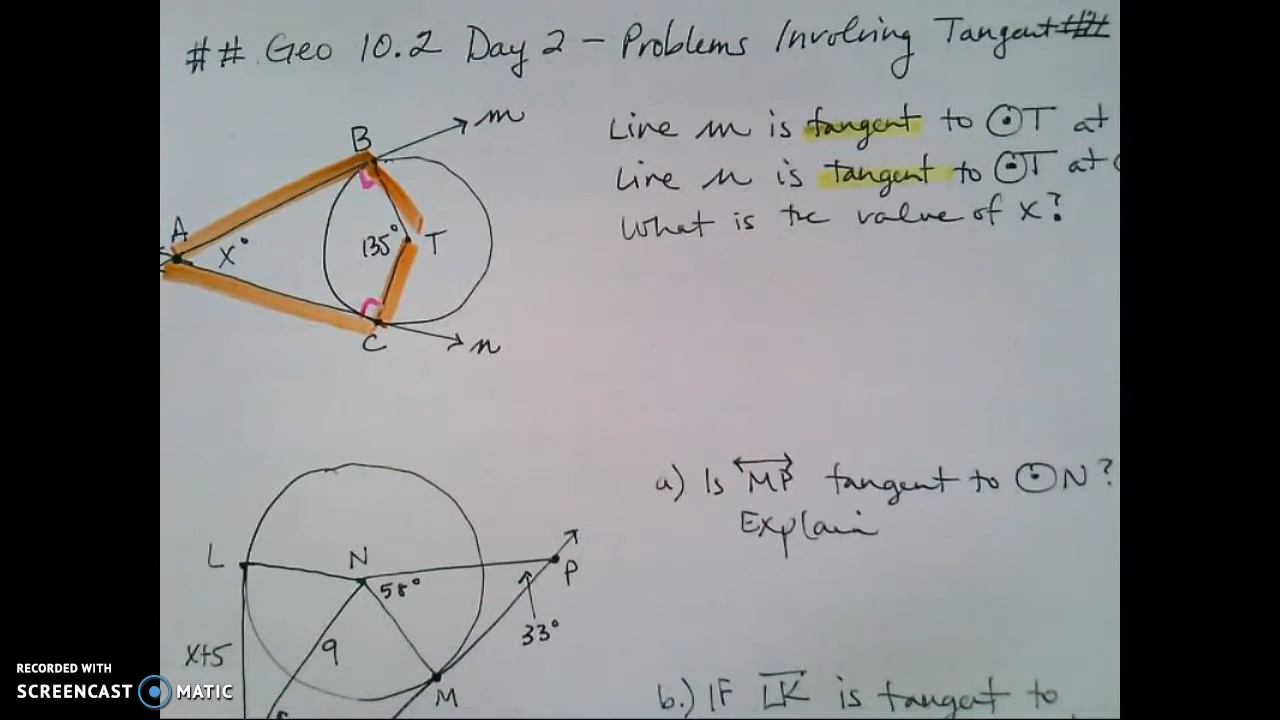 ## Geo 10.2 Day 2 - Problems Involving Tangent ##
Line m is tangent to ⊙T at
Line n is tangent to ⊙T at
What is the value of x?
m
B
A
x°
135°
T
C
n
a) Is MP tangent to ⊙N?
Explain
L
N
58°
P
33°
x+5
9
M
b.) IF LK is tangent to
RECORDED WITH
SCREENCAST MATIC